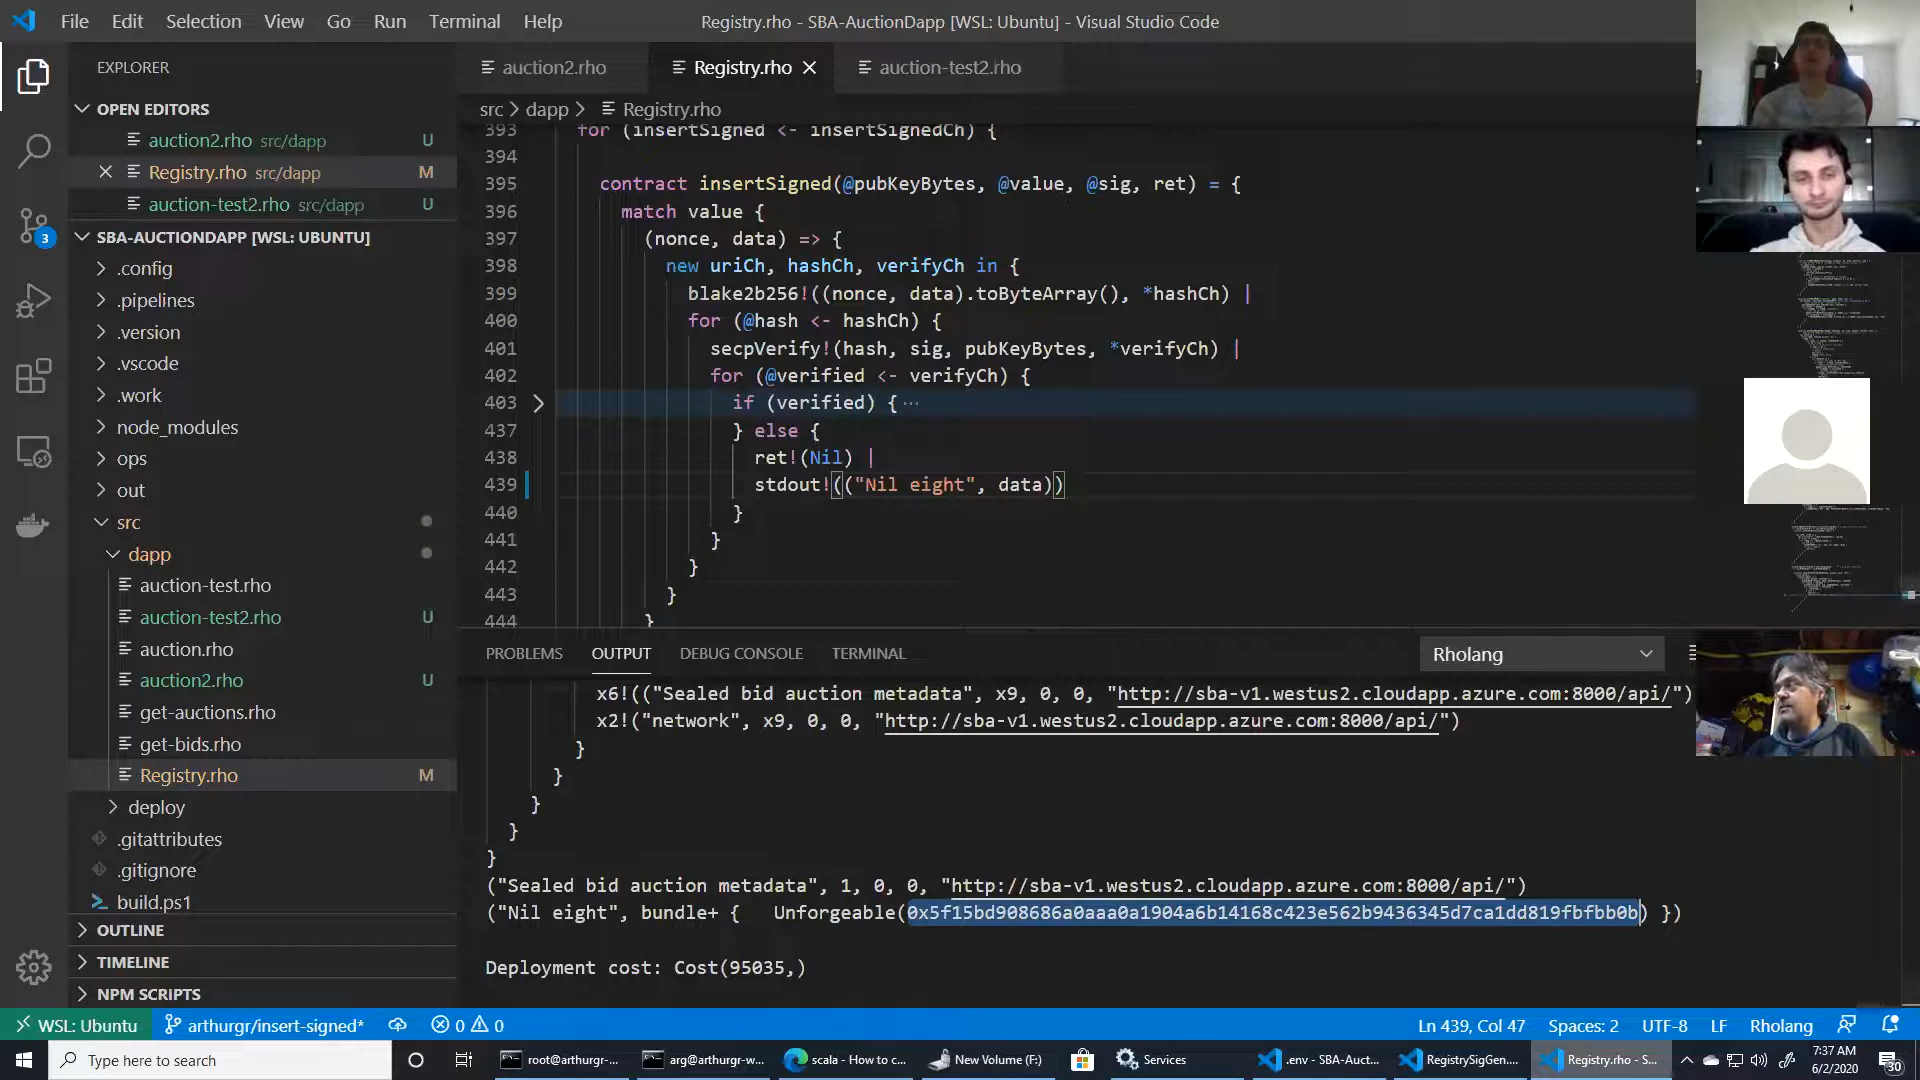 File Edit Selection View Go Run Terminal Help
Registry.rho - SBA-AuctionDapp [WSL: Ubuntu] - Visual Studio Code
EXPLORER
OPEN EDITORS
auction2.rho src/dapp U
Registry.rho src/dapp M
auction-test2.rho src/dapp U
3
SBA-AUCTIONDAPP [WSL: UBUNTU]
.config
.pipelines
.version
.vscode
.work
node_modules
ops
out
src
dapp
auction-test.rho
auction-test2.rho U
auction.rho
auction2.rho U
get-auctions.rho
get-bids.rho
Registry.rho M
deploy
.gitattributes
.gitignore
build.ps1
OUTLINE
TIMELINE
NPM SCRIPTS
auction2.rho Registry.rho auction-test2.rho
src > dapp > Registry.rho
393 for (insertSigned <- insertSignedCh) {
394
395 contract insertSigned(@pubKeyBytes, @value, @sig, ret) = {
396 match value {
397 (nonce, data) => {
398 new uriCh, hashCh, verifyCh in {
399 blake2b256!((nonce, data).toByteArray(), *hashCh) |
400 for (@hash <- hashCh) {
401 secpVerify!(hash, sig, pubKeyBytes, *verifyCh) |
402 for (@verified <- verifyCh) {
403 if (verified) {···
437 } else {
438 ret!(Nil) |
439 stdout!(("Nil eight", data))
440 }
441 }
442 }
443 }
444 }
PROBLEMS OUTPUT DEBUG CONSOLE TERMINAL
Rholang
x6!(("Sealed bid auction metadata", x9, 0, 0, "http://sba-v1.westus2.cloudapp.azure.com:8000/api/")
x2!("network", x9, 0, 0, "http://sba-v1.westus2.cloudapp.azure.com:8000/api/")
}
}
}
}
}
("Sealed bid auction metadata", 1, 0, 0, "http://sba-v1.westus2.cloudapp.azure.com:8000/api/")
("Nil eight", bundle+ { Unforgeable(0x5f15bd908686a0aaa0a1904a6b14168c423e562b9436345d7ca1dd819fbfbb0b) })
Deployment cost: Cost(95035,)
WSL: Ubuntu arthurgr/insert-signed* 0 0
Ln 439, Col 47 Spaces: 2 UTF-8 LF Rholang
Type here to search
root@arthurgr-... arg@arthurgr-w... scala - How to c... New Volume (F:) Services .env - SBA-Auct... RegistrySigGen.... Registry.rho - S...
7:37 AM
6/2/2020
30